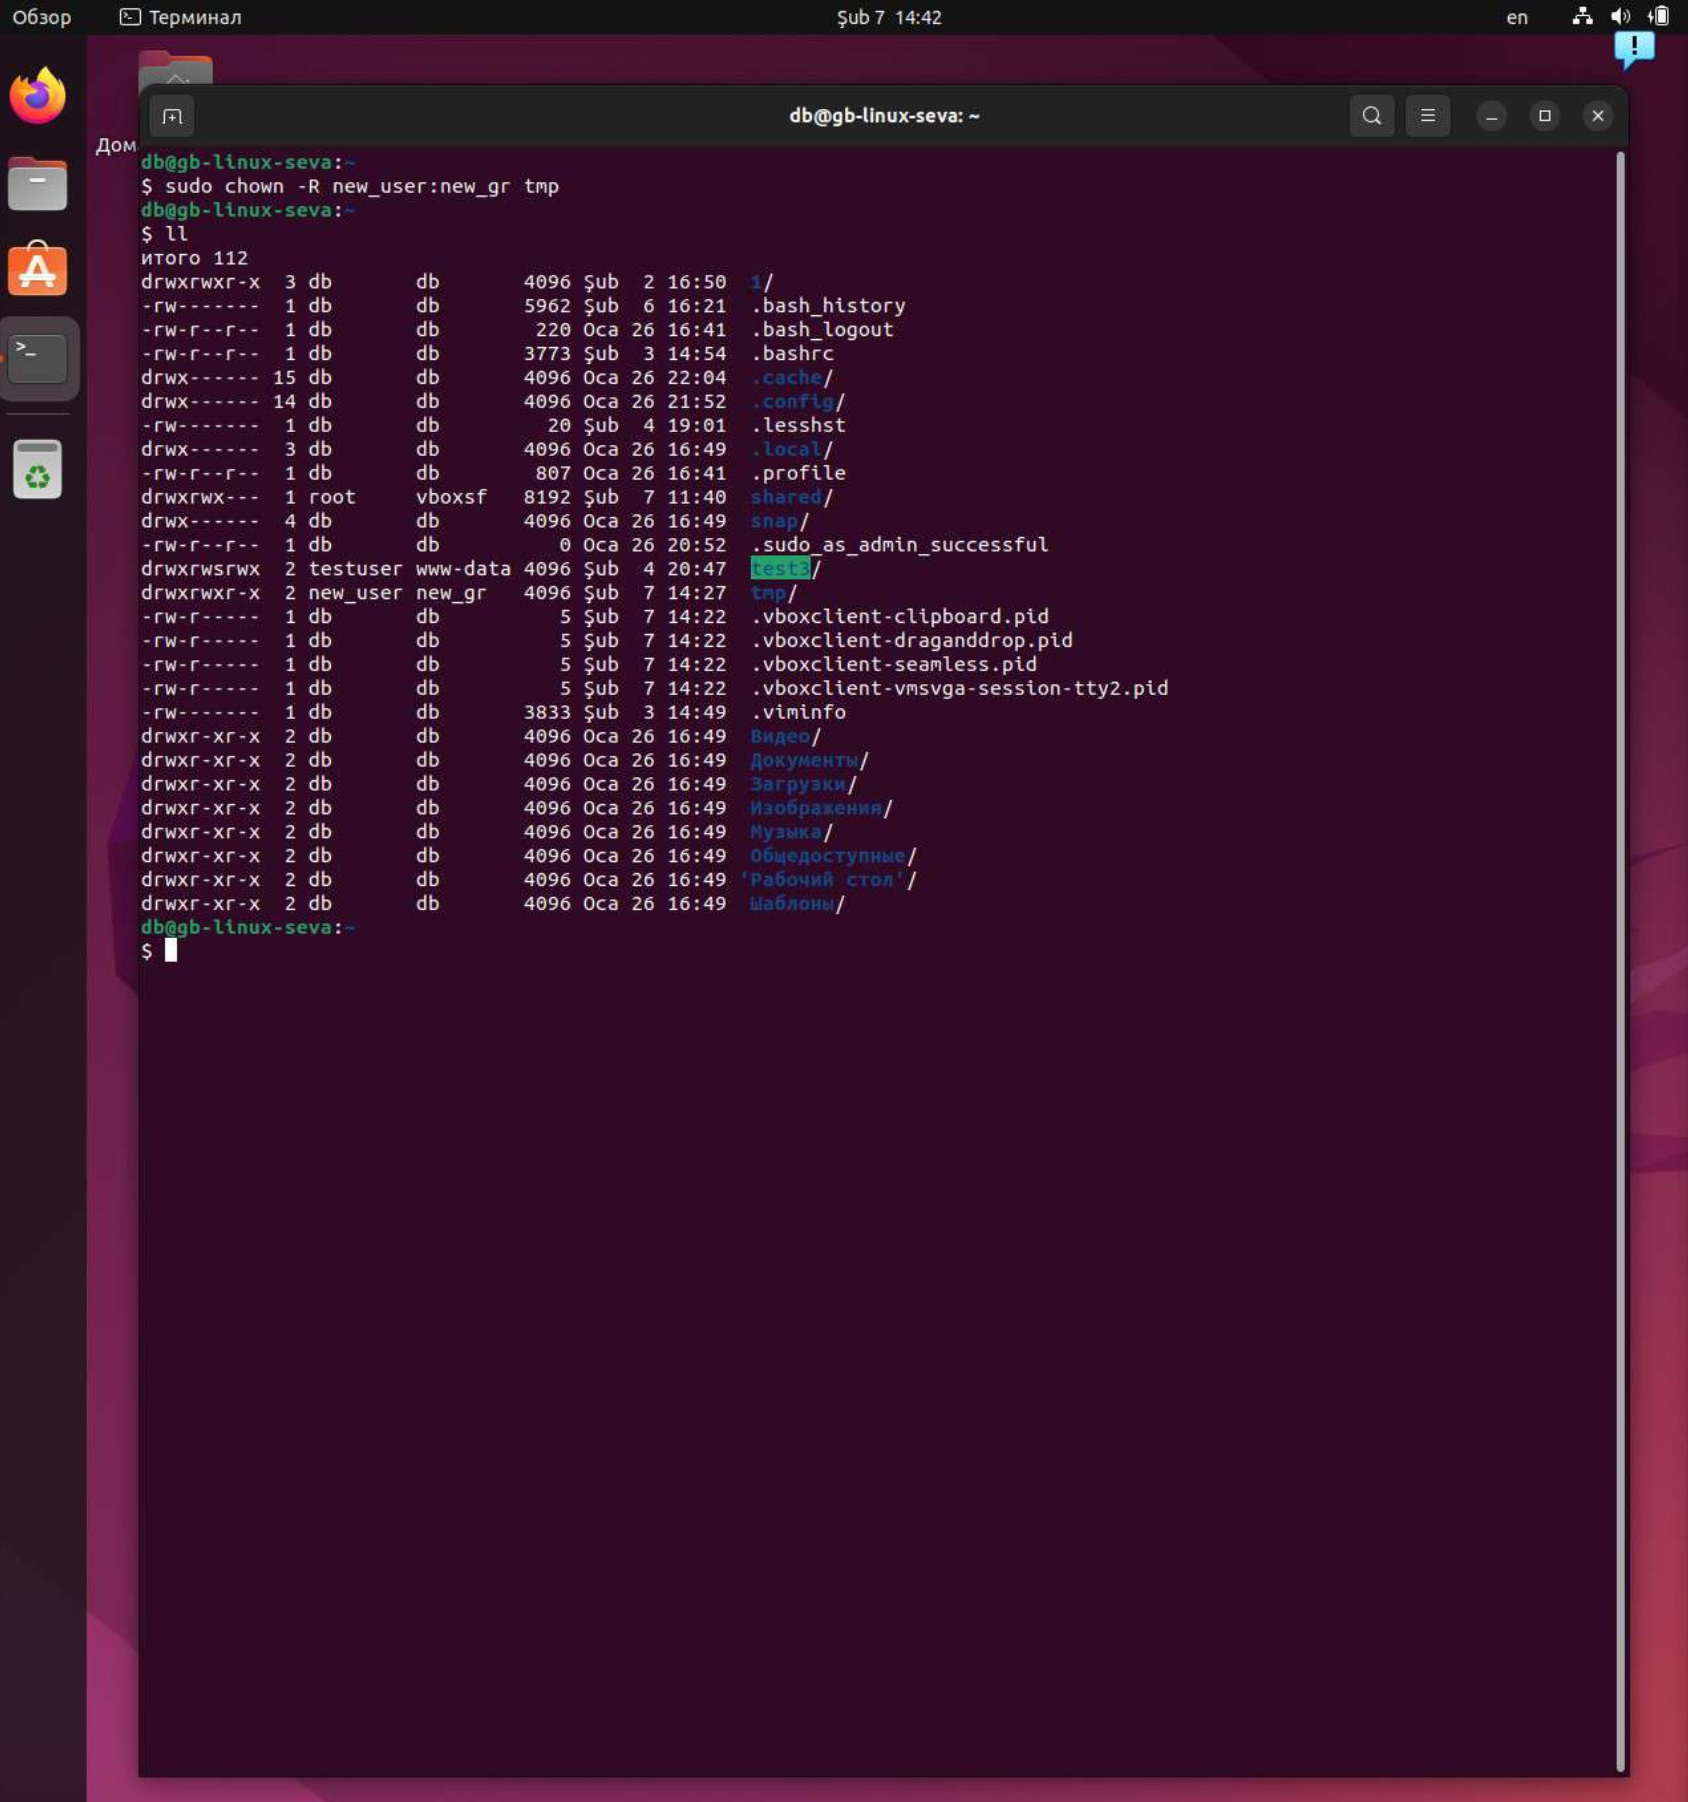 Обзор Терминал Şub 7 14:42 en
db@gb-linux-seva: ~
Дом
db@gb-linux-seva:~
$ sudo chown -R new_user:new_gr tmp
db@gb-linux-seva:~
$ ll
итого 112
drwxrwxr-x  3 db       db       4096 Şub  2 16:50  1/
-rw-------  1 db       db       5962 Şub  6 16:21  .bash_history
-rw-r--r--  1 db       db        220 Oca 26 16:41  .bash_logout
-rw-r--r--  1 db       db       3773 Şub  3 14:54  .bashrc
drwx------ 15 db       db       4096 Oca 26 22:04  .cache/
drwx------ 14 db       db       4096 Oca 26 21:52  .config/
-rw-------  1 db       db         20 Şub  4 19:01  .lesshst
drwx------  3 db       db       4096 Oca 26 16:49  .local/
-rw-r--r--  1 db       db        807 Oca 26 16:41  .profile
drwxrwx---  1 root     vboxsf   8192 Şub  7 11:40  shared/
drwx------  4 db       db       4096 Oca 26 16:49  snap/
-rw-r--r--  1 db       db          0 Oca 26 20:52  .sudo_as_admin_successful
drwxrwsrwx  2 testuser www-data 4096 Şub  4 20:47  test3/
drwxrwxr-x  2 new_user new_gr   4096 Şub  7 14:27  tmp/
-rw-r-----  1 db       db          5 Şub  7 14:22  .vboxclient-clipboard.pid
-rw-r-----  1 db       db          5 Şub  7 14:22  .vboxclient-draganddrop.pid
-rw-r-----  1 db       db          5 Şub  7 14:22  .vboxclient-seamless.pid
-rw-r-----  1 db       db          5 Şub  7 14:22  .vboxclient-vmsvga-session-tty2.pid
-rw-------  1 db       db       3833 Şub  3 14:49  .viminfo
drwxr-xr-x  2 db       db       4096 Oca 26 16:49  Видео/
drwxr-xr-x  2 db       db       4096 Oca 26 16:49  Документы/
drwxr-xr-x  2 db       db       4096 Oca 26 16:49  Загрузки/
drwxr-xr-x  2 db       db       4096 Oca 26 16:49  Изображения/
drwxr-xr-x  2 db       db       4096 Oca 26 16:49  Музыка/
drwxr-xr-x  2 db       db       4096 Oca 26 16:49  Общедоступные/
drwxr-xr-x  2 db       db       4096 Oca 26 16:49 'Рабочий стол'/
drwxr-xr-x  2 db       db       4096 Oca 26 16:49  Шаблоны/
db@gb-linux-seva:~
$